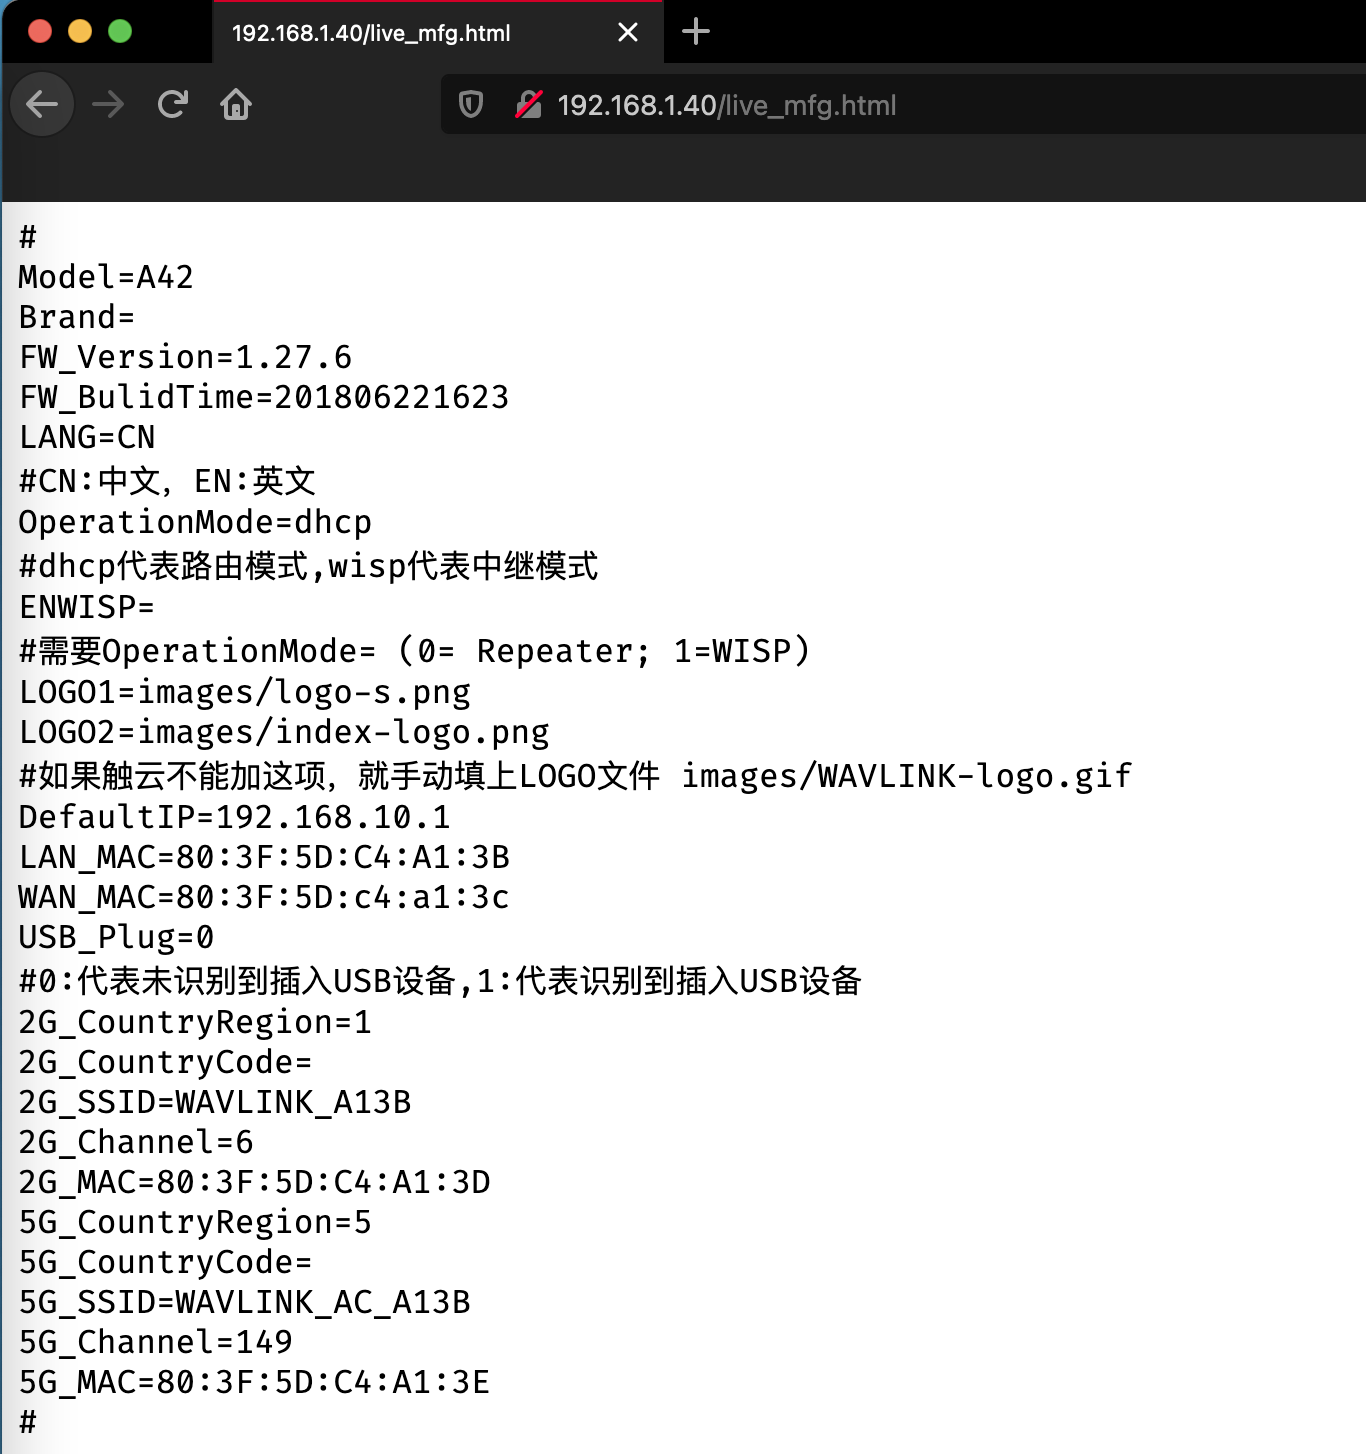 192.168.1.40/live_mfg.html
192.168.1.40/live_mfg.html
#
Model=A42
Brand=
FW_Version=1.27.6
FW_BulidTime=201806221623
LANG=CN
#CN:中文，EN:英文
OperationMode=dhcp
#dhcp代表路由模式,wisp代表中继模式
ENWISP=
#需要OperationMode=（0= Repeater; 1=WISP）
LOGO1=images/logo-s.png
LOGO2=images/index-logo.png
#如果触云不能加这项，就手动填上LOGO文件 images/WAVLINK-logo.gif
DefaultIP=192.168.10.1
LAN_MAC=80:3F:5D:C4:A1:3B
WAN_MAC=80:3F:5D:c4:a1:3c
USB_Plug=0
#0:代表未识别到插入USB设备,1:代表识别到插入USB设备
2G_CountryRegion=1
2G_CountryCode=
2G_SSID=WAVLINK_A13B
2G_Channel=6
2G_MAC=80:3F:5D:C4:A1:3D
5G_CountryRegion=5
5G_CountryCode=
5G_SSID=WAVLINK_AC_A13B
5G_Channel=149
5G_MAC=80:3F:5D:C4:A1:3E
#